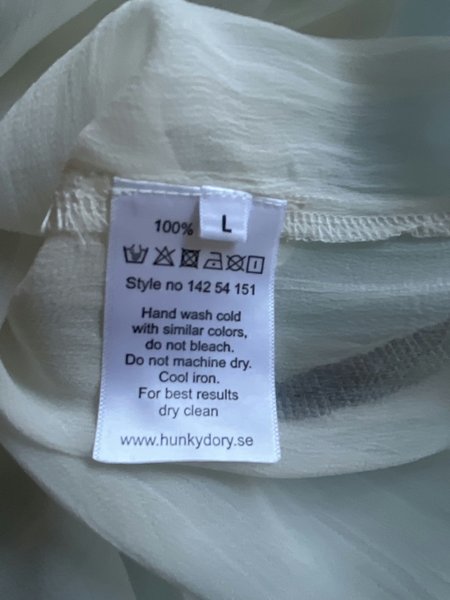 100%
L
Style no 142 54 151
Hand wash cold
with similar colors,
do not bleach.
Do not machine dry.
Cool iron.
For best results
dry clean
www.hunkydory.se